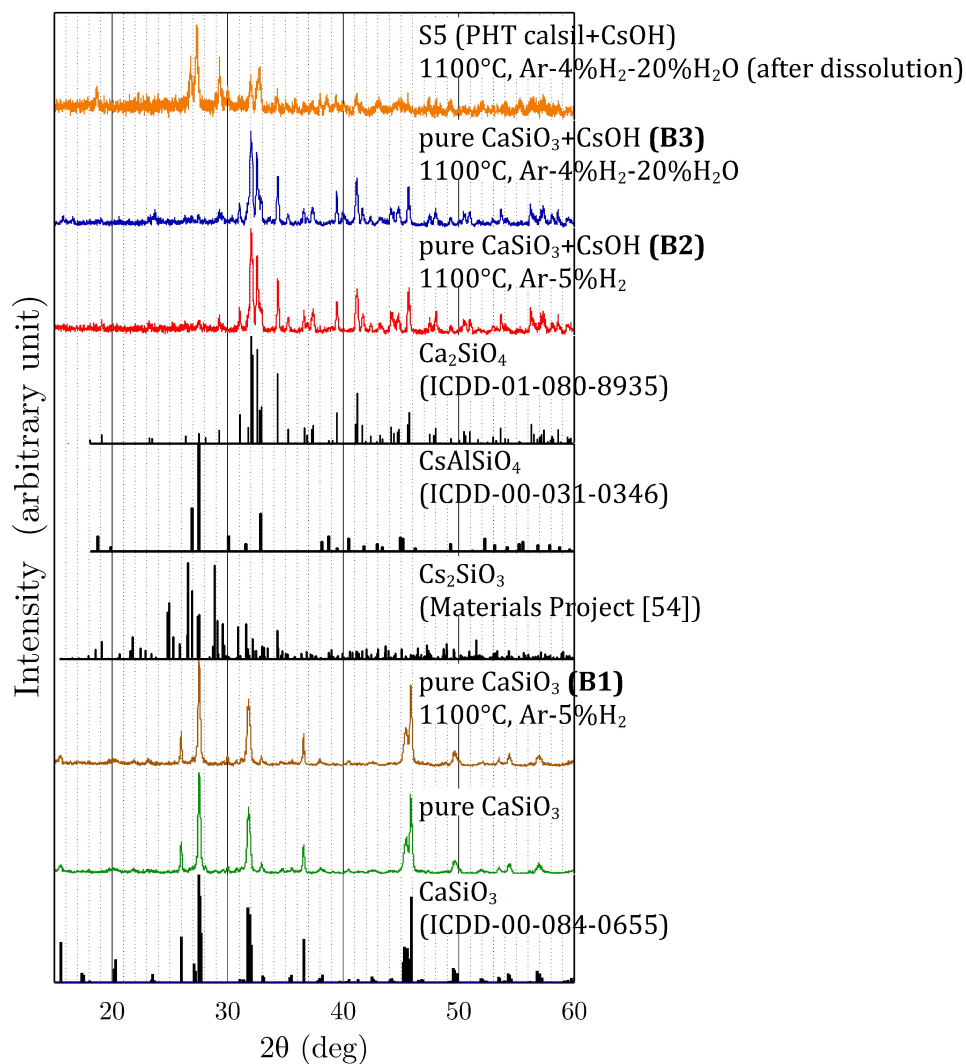 S5 (PHT calsil+CsOH)
1100°C, Ar-4%H₂-20%H₂O (after dissolution)
pure CaSiO₃+CsOH (B3)
1100°C, Ar-4%H₂-20%H₂O
pure CaSiO₃+CsOH (B2)
1100°C, Ar-5%H₂
Ca₂SiO₄
(ICDD-01-080-8935)
CsAlSiO₄
(ICDD-00-031-0346)
Cs₂SiO₃
(Materials Project [54])
pure CaSiO₃ (B1)
1100°C, Ar-5%H₂
pure CaSiO₃
CaSiO₃
(ICDD-00-084-0655)
Intensity (arbitrary unit)
20 30 40 50 60
2θ (deg)